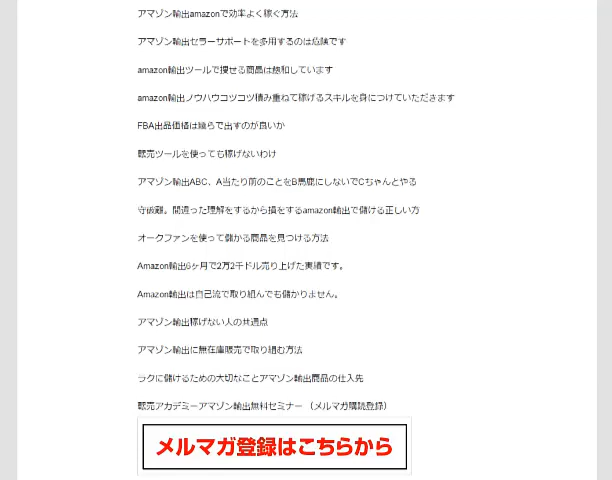 アマゾン輸出amazonで効率よく稼ぐ方法
アマゾン輸出セラーサポートを多用するのは危険です
amazon輸出ツールで捜せる商品は飽和しています
amazon輸出ノウハウコツコツ積み重ねて稼げるスキルを身につけていただきます
FBA出品価格は幾らで出すのが良いか
販売ツールを使っても稼げないわけ
アマゾン輸出ABC、A当たり前のことをB馬鹿にしないでCちゃんとやる
守破離。間違った理解をするから損をするamazon輸出で儲ける正しい方
オークファンを使って儲かる商品を見つける方法
Amazon輸出6ヶ月で2万2千ドル売り上げた実績です。
Amazon輸出は自己流で取り組んでも儲かりません。
アマゾン輸出稼げない人の共通点
アマゾン輸出に無在庫販売で取り組む方法
ラクに儲けるための大切なことアマゾン輸出商品の仕入先
販売アカデミーアマゾン輸出無料セミナー （メルマガ購読登録）
メルマガ登録はこちらから